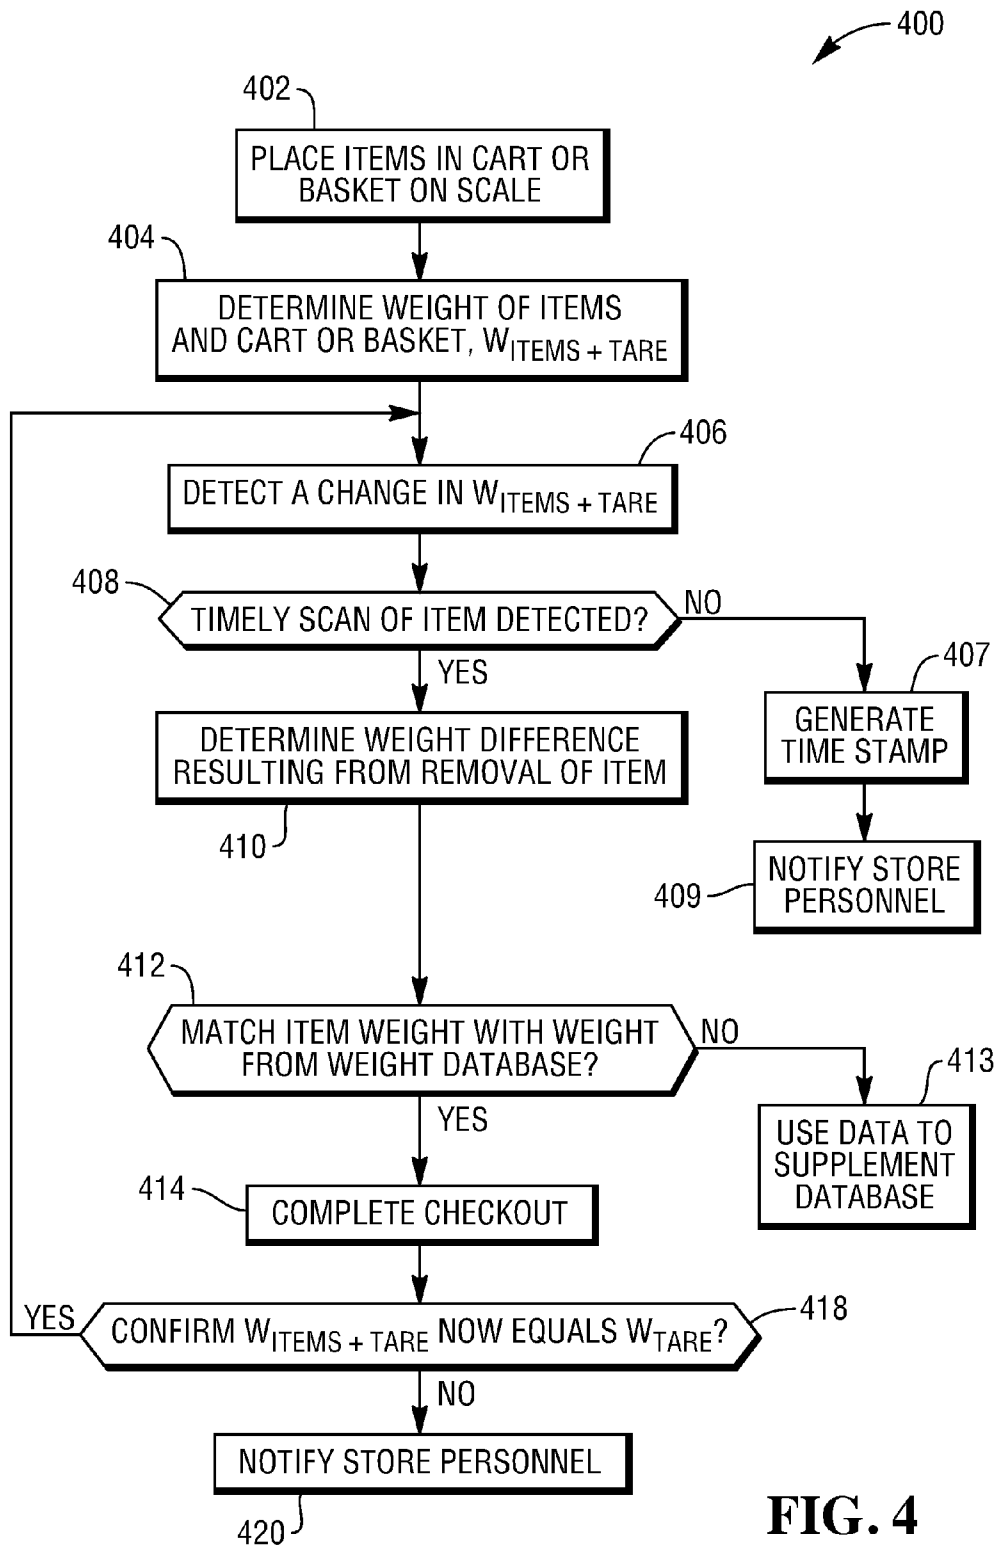 400
402
PLACE ITEMS IN CART OR
BASKET ON SCALE
404
DETERMINE WEIGHT OF ITEMS
AND CART OR BASKET, WITEMS + TARE
406
DETECT A CHANGE IN WITEMS + TARE
408
TIMELY SCAN OF ITEM DETECTED?
NO
YES
407
GENERATE
TIME STAMP
DETERMINE WEIGHT DIFFERENCE
RESULTING FROM REMOVAL OF ITEM
410
409
NOTIFY STORE
PERSONNEL
412
MATCH ITEM WEIGHT WITH WEIGHT
FROM WEIGHT DATABASE?
NO
YES
413
USE DATA TO
SUPPLEMENT
DATABASE
414
COMPLETE CHECKOUT
YES
418
CONFIRM WITEMS + TARE NOW EQUALS WTARE?
NO
NOTIFY STORE PERSONNEL
420
FIG. 4